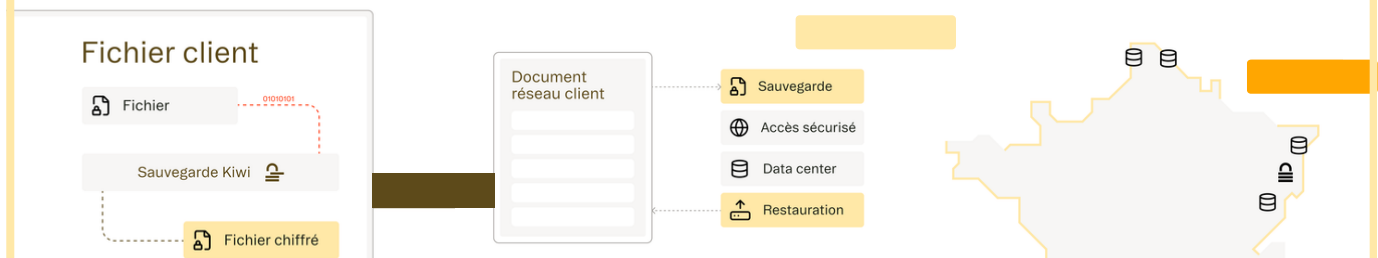 Fichier client
Fichier
01010101
Sauvegarde Kiwi
Fichier chiffré
Document
réseau client
Sauvegarde
Accès sécurisé
Data center
Restauration